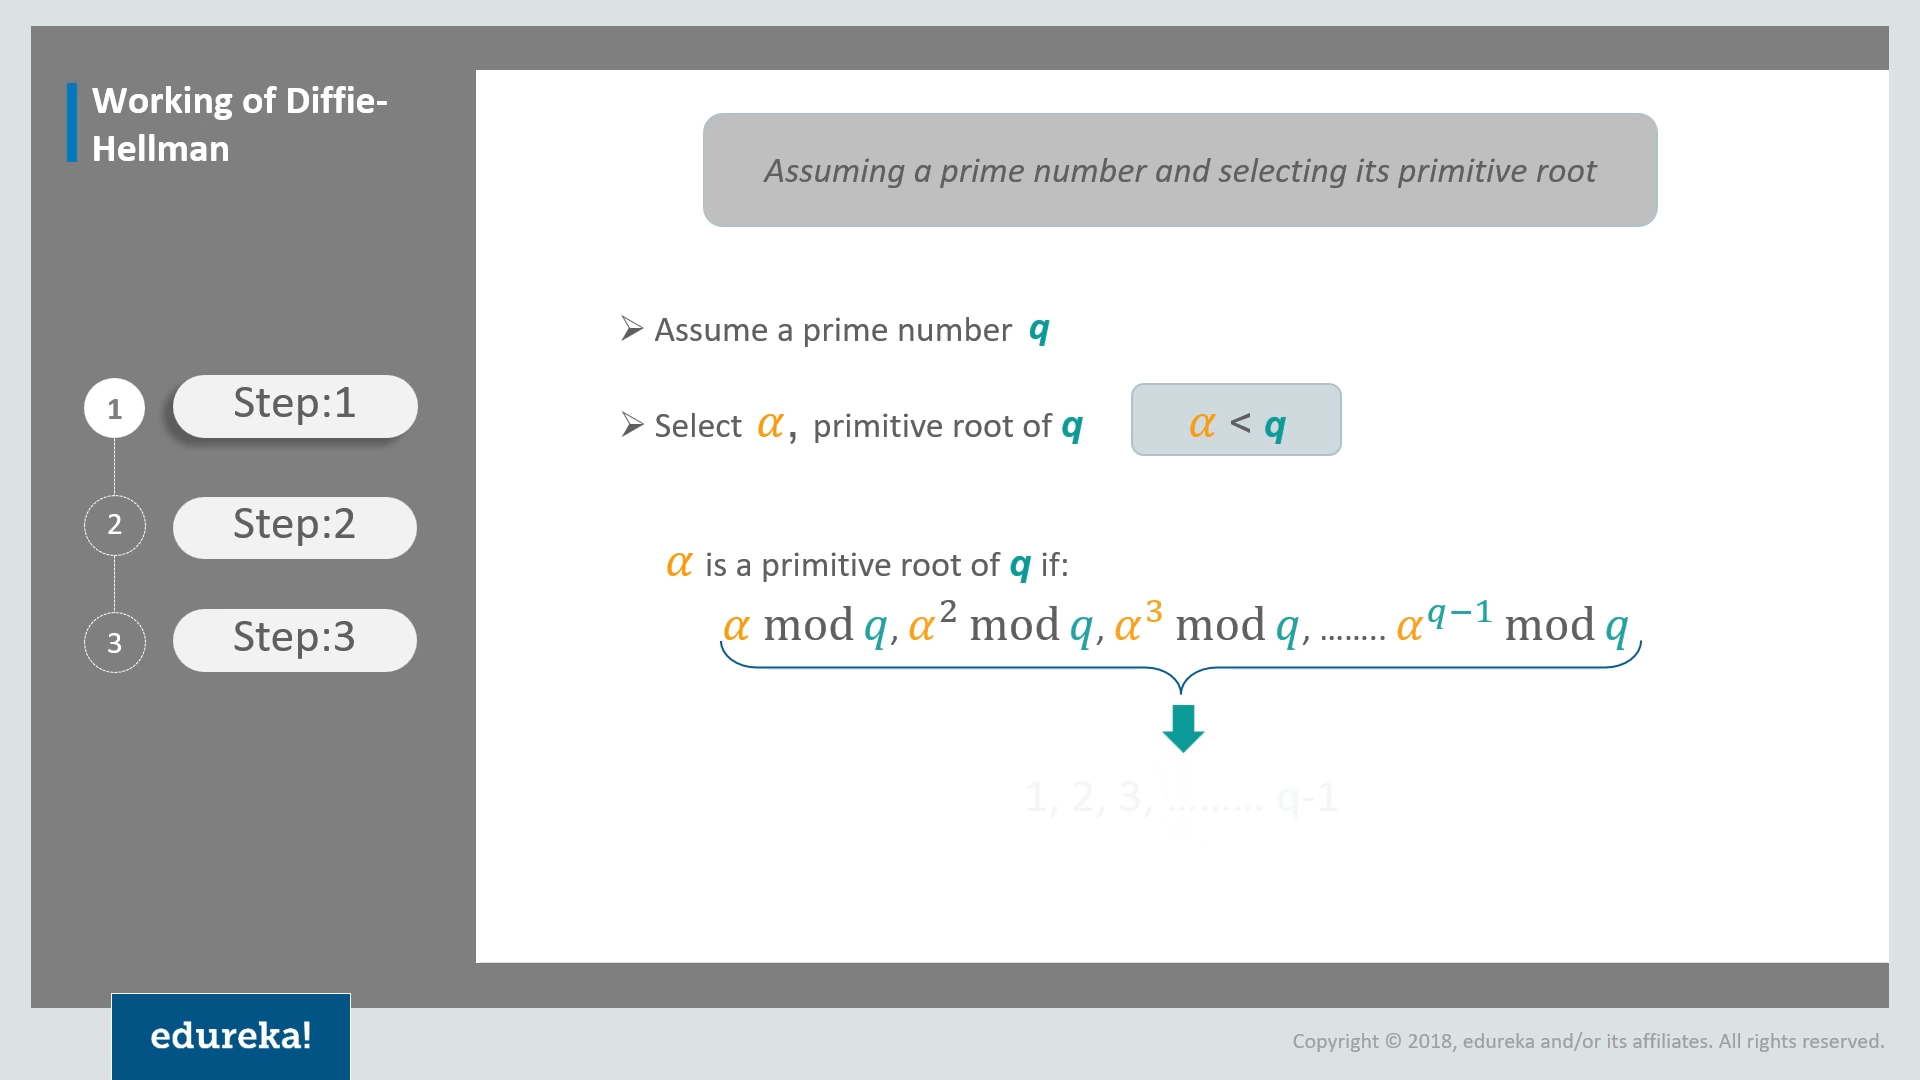 Working of Diffie-
Hellman
1 Step:1
2 Step:2
3 Step:3
Assuming a prime number and selecting its primitive root
➢ Assume a prime number q
➢ Select α, primitive root of q
α < q
α is a primitive root of q if:
α mod q, α² mod q, α³ mod q, ........ α^{q−1} mod q
1, 2, 3, ......... q-1
edureka!
Copyright © 2018, edureka and/or its affiliates. All rights reserved.